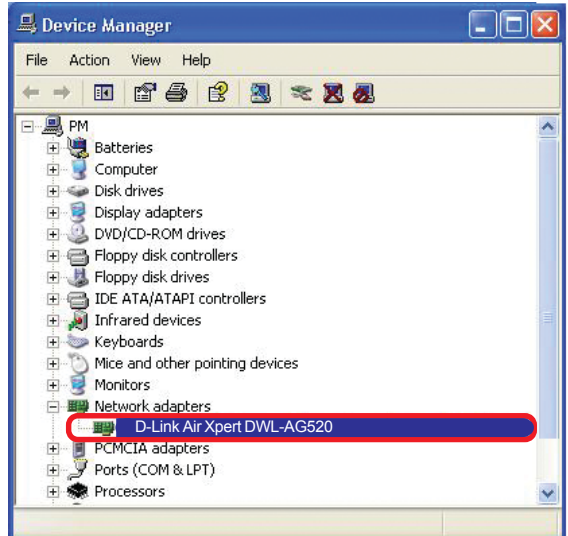 Device Manager
File Action View Help
PM
Batteries
Computer
Disk drives
Display adapters
DVD/CD-ROM drives
Floppy disk controllers
Floppy disk drives
IDE ATA/ATAPI controllers
Infrared devices
Keyboards
Mice and other pointing devices
Monitors
Network adapters
D-Link Air Xpert DWL-AG520
PCMCIA adapters
Ports (COM & LPT)
Processors